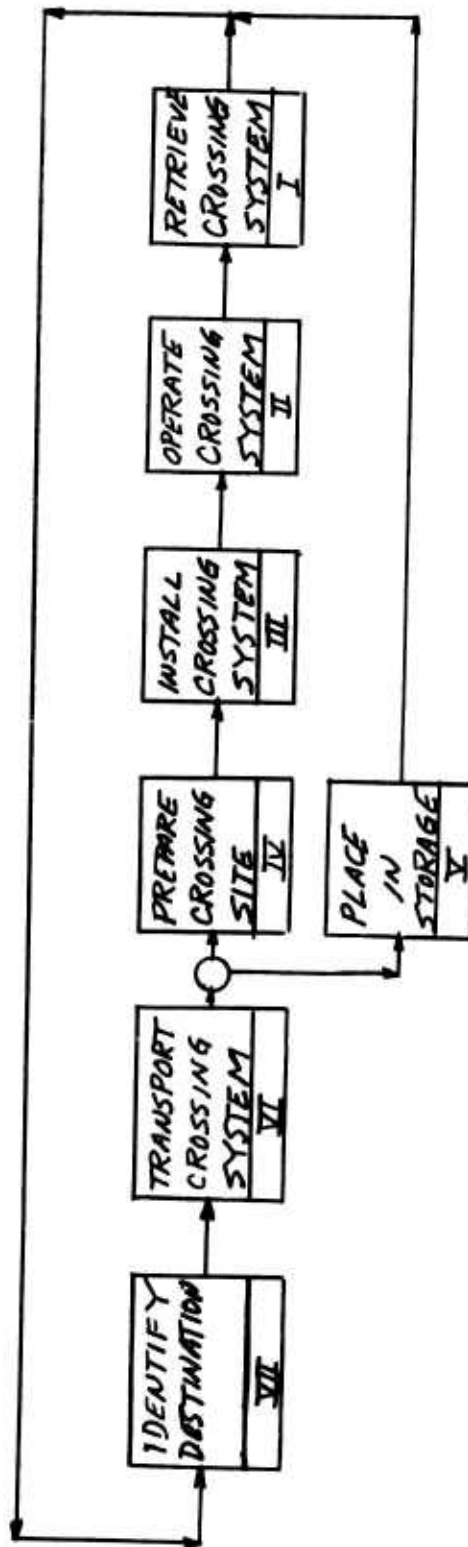 IDENTIFY
DESTINATION
VII
TRANSPORT
CROSSING
SYSTEM
VI
PREPARE
CROSSING
SITE
IV
INSTALL
CROSSING
SYSTEM
III
OPERATE
CROSSING
SYSTEM
II
RETRIEVE
CROSSING
SYSTEM
I
PLACE
IN
STORAGE
V